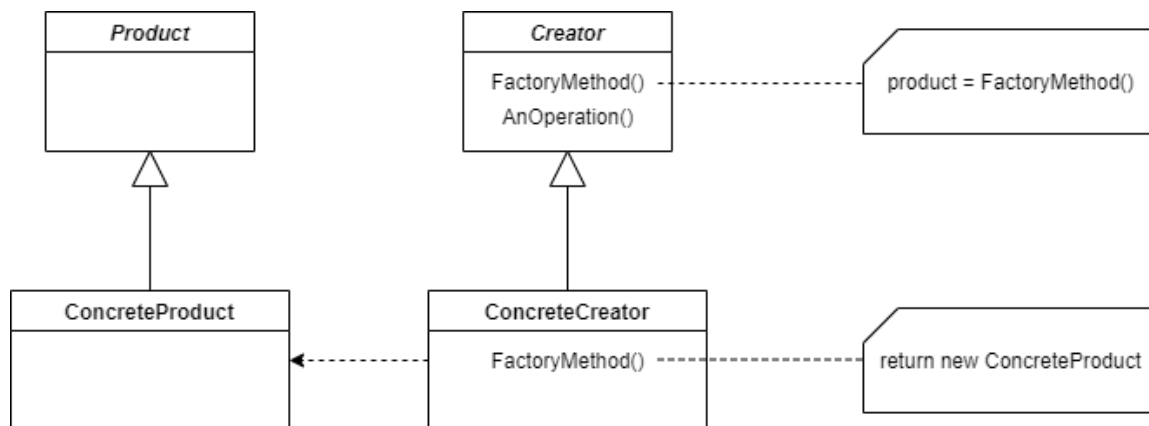 Product
Creator
FactoryMethod()
AnOperation()
product = FactoryMethod()
ConcreteProduct
ConcreteCreator
FactoryMethod()
return new ConcreteProduct